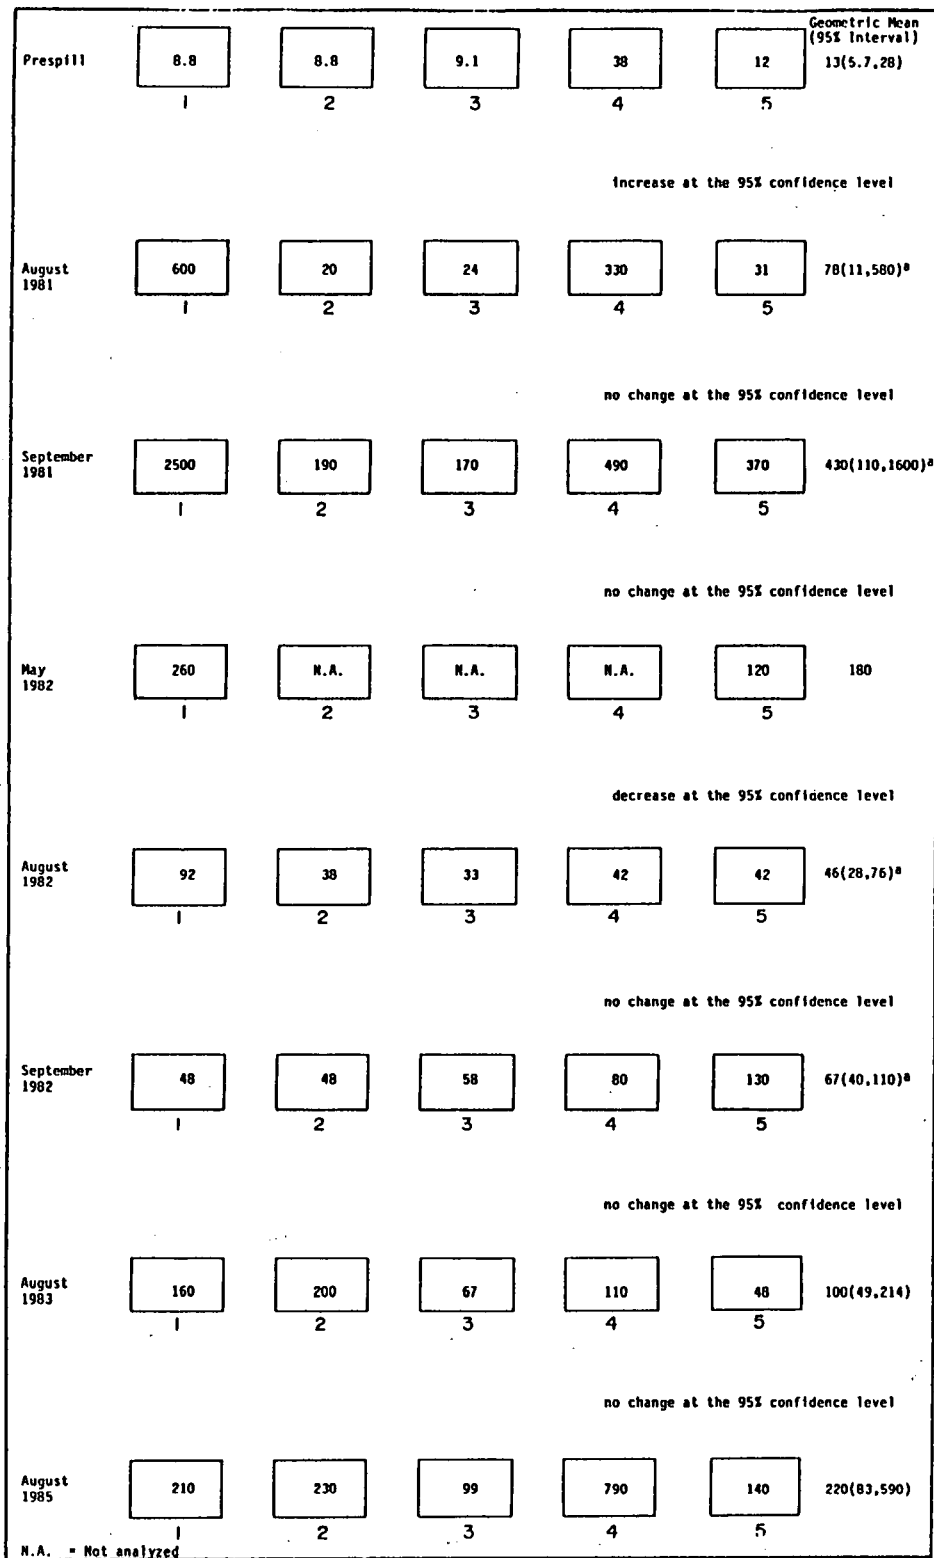 Geometric Mean
(95% Interval)
Prespill 8.8 8.8 9.1 38 12 13(5.7,28)
1 2 3 4 5
increase at the 95% confidence level
August
1981
600 20 24 330 31 78(11,580)a
1 2 3 4 5
no change at the 95% confidence level
September
1981
2500 190 170 490 370 430(110,1600)a
1 2 3 4 5
no change at the 95% confidence level
May
1982
260 N.A. N.A. N.A. 120 180
1 2 3 4 5
decrease at the 95% confidence level
August
1982
92 38 33 42 42 46(28,76)a
1 2 3 4 5
no change at the 95% confidence level
September
1982
48 48 58 80 130 67(40,110)a
1 2 3 4 5
no change at the 95% confidence level
August
1983
160 200 67 110 48 100(49,214)
1 2 3 4 5
no change at the 95% confidence level
August
1985
210 230 99 790 140 220(83,590)
1 2 3 4 5
N.A. = Not analyzed